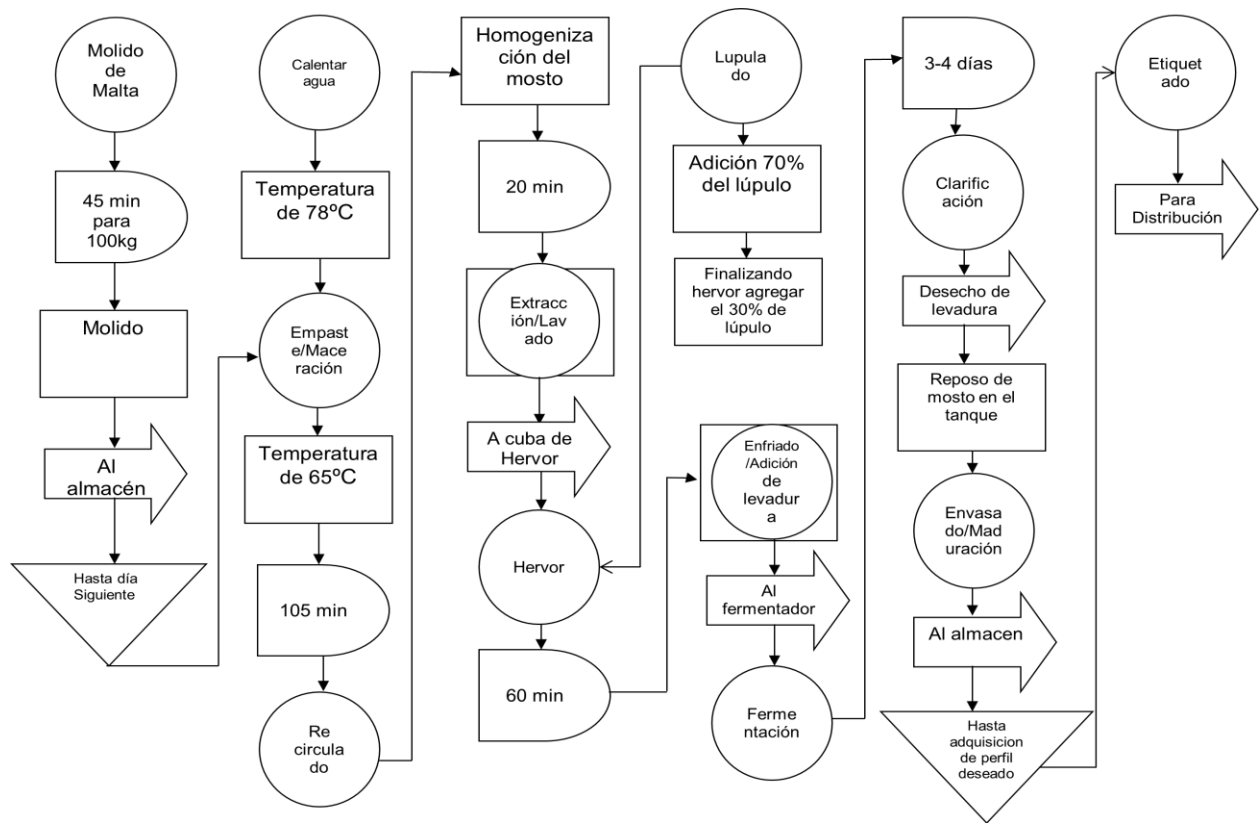 Molido
de
Malta
45 min
para
100kg
Molido
Al
almacén
Hasta día
Siguiente
Calentar
agua
Temperatura
de 78ºC
Empast
e/Mace
ración
Temperatura
de 65ºC
105 min
Re
circula
do
Homogeniza
ción del
mosto
20 min
Extracc
ión/Lav
ado
A cuba de
Hervor
Hervor
60 min
Lupula
do
Adición 70%
del lúpulo
Finalizando
hervor agregar
el 30% de
lúpulo
Enfriado
/Adición
de
levadur
a
Al
fermentador
Ferme
ntación
3-4 días
Clarific
ación
Desecho de
levadura
Reposo de
mosto en el
tanque
Envasa
do/Mad
uración
Al almacen
Hasta
adquisicion
de perfil
deseado
Etiquet
ado
Para
Distribución